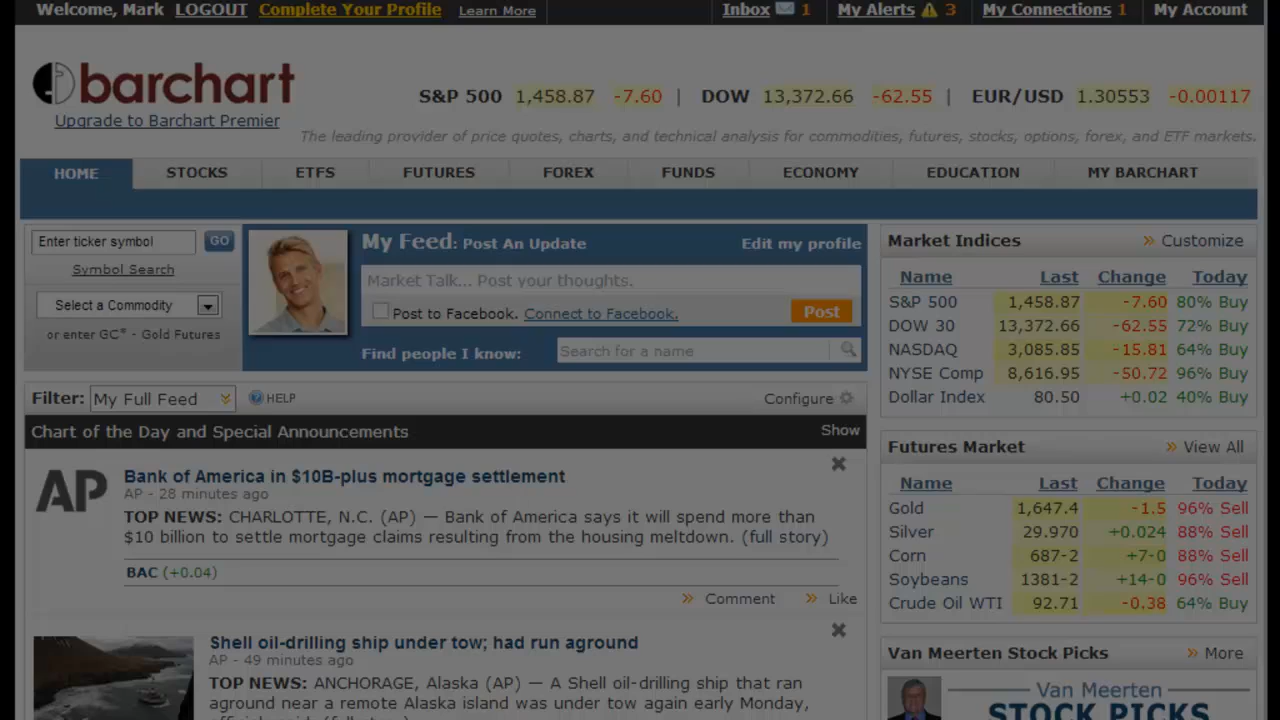 Welcome, Mark LOGOUT Complete Your Profile Learn More Inbox 1 My Alerts 3 My Connections 1 My Account
barchart
S&P 500 1,458.87 -7.60 | DOW 13,372.66 -62.55 | EUR/USD 1.30553 -0.00117
Upgrade to Barchart Premier
The leading provider of price quotes, charts, and technical analysis for commodities, futures, stocks, options, forex, and ETF markets.
HOME STOCKS ETFS FUTURES FOREX FUNDS ECONOMY EDUCATION MY BARCHART
Enter ticker symbol GO
Symbol Search
Select a Commodity
or enter GC* - Gold Futures
My Feed: Post An Update Edit my profile
Market Talk... Post your thoughts.
Post to Facebook. Connect to Facebook. Post
Find people I know: Search for a name
Filter: My Full Feed HELP Configure
Chart of the Day and Special Announcements Show
AP
Bank of America in $10B-plus mortgage settlement
AP - 28 minutes ago
TOP NEWS: CHARLOTTE, N.C. (AP) — Bank of America says it will spend more than
$10 billion to settle mortgage claims resulting from the housing meltdown. (full story)
BAC (+0.04)
» Comment » Like
Shell oil-drilling ship under tow; had run aground
AP - 49 minutes ago
TOP NEWS: ANCHORAGE, Alaska (AP) — A Shell oil-drilling ship that ran
aground near a remote Alaska island was under tow again early Monday,
Market Indices » Customize
Name Last Change Today
S&P 500 1,458.87 -7.60 80% Buy
DOW 30 13,372.66 -62.55 72% Buy
NASDAQ 3,085.85 -15.81 64% Buy
NYSE Comp 8,616.95 -50.72 96% Buy
Dollar Index 80.50 +0.02 40% Buy
Futures Market » View All
Name Last Change Today
Gold 1,647.4 -1.5 96% Sell
Silver 29.970 +0.024 88% Sell
Corn 687-2 +7-0 88% Sell
Soybeans 1381-2 +14-0 96% Sell
Crude Oil WTI 92.71 -0.38 64% Buy
Van Meerten Stock Picks » More
Van Meerten
STOCK PICKS